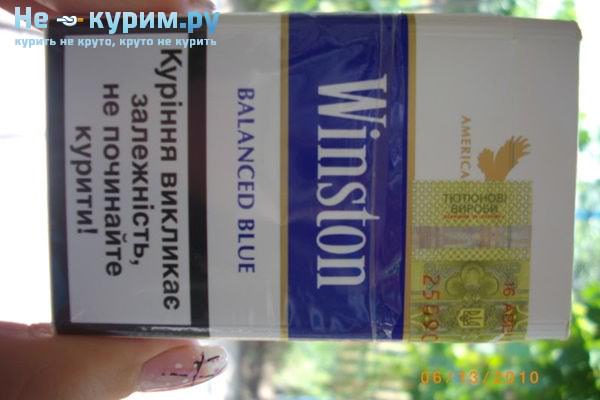 Не курим.ру
курить не круто, круто не курить
Куріння викликає
залежність,
не починайте
курити!
BALANCED BLUE
Winston
AMERICA
ТЮТЮНОВІ
ВИРОБИ
06/13/2010